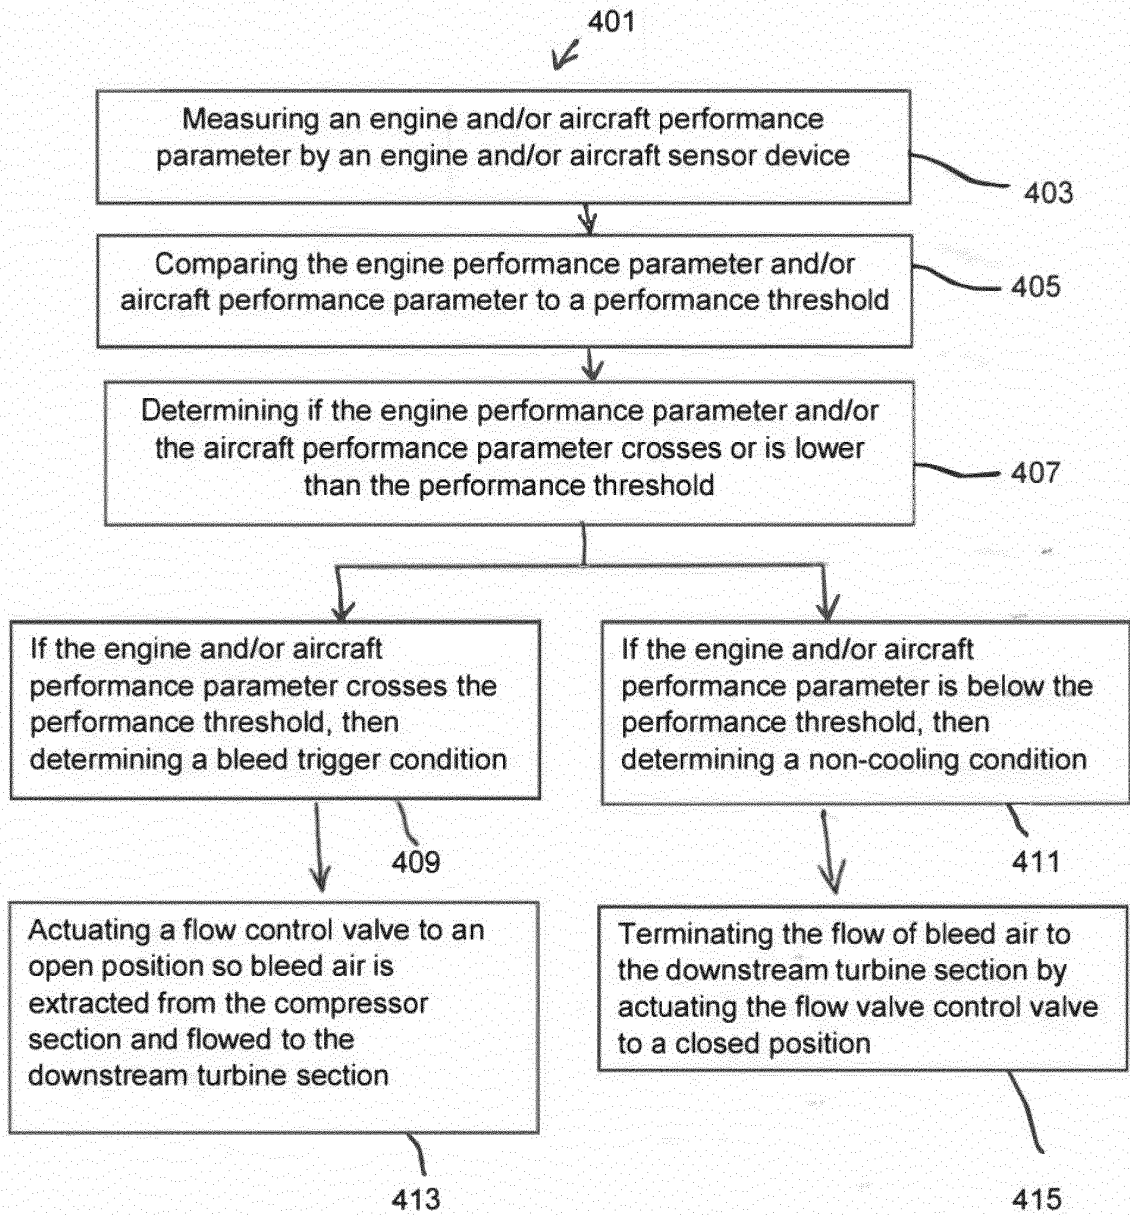 401
Measuring an engine and/or aircraft performance
parameter by an engine and/or aircraft sensor device
403
Comparing the engine performance parameter and/or
aircraft performance parameter to a performance threshold
405
Determining if the engine performance parameter and/or
the aircraft performance parameter crosses or is lower
than the performance threshold
407
If the engine and/or aircraft
performance parameter crosses the
performance threshold, then
determining a bleed trigger condition
409
If the engine and/or aircraft
performance parameter is below the
performance threshold, then
determining a non-cooling condition
411
Actuating a flow control valve to an
open position so bleed air is
extracted from the compressor
section and flowed to the
downstream turbine section
413
Terminating the flow of bleed air to
the downstream turbine section by
actuating the flow valve control valve
to a closed position
415